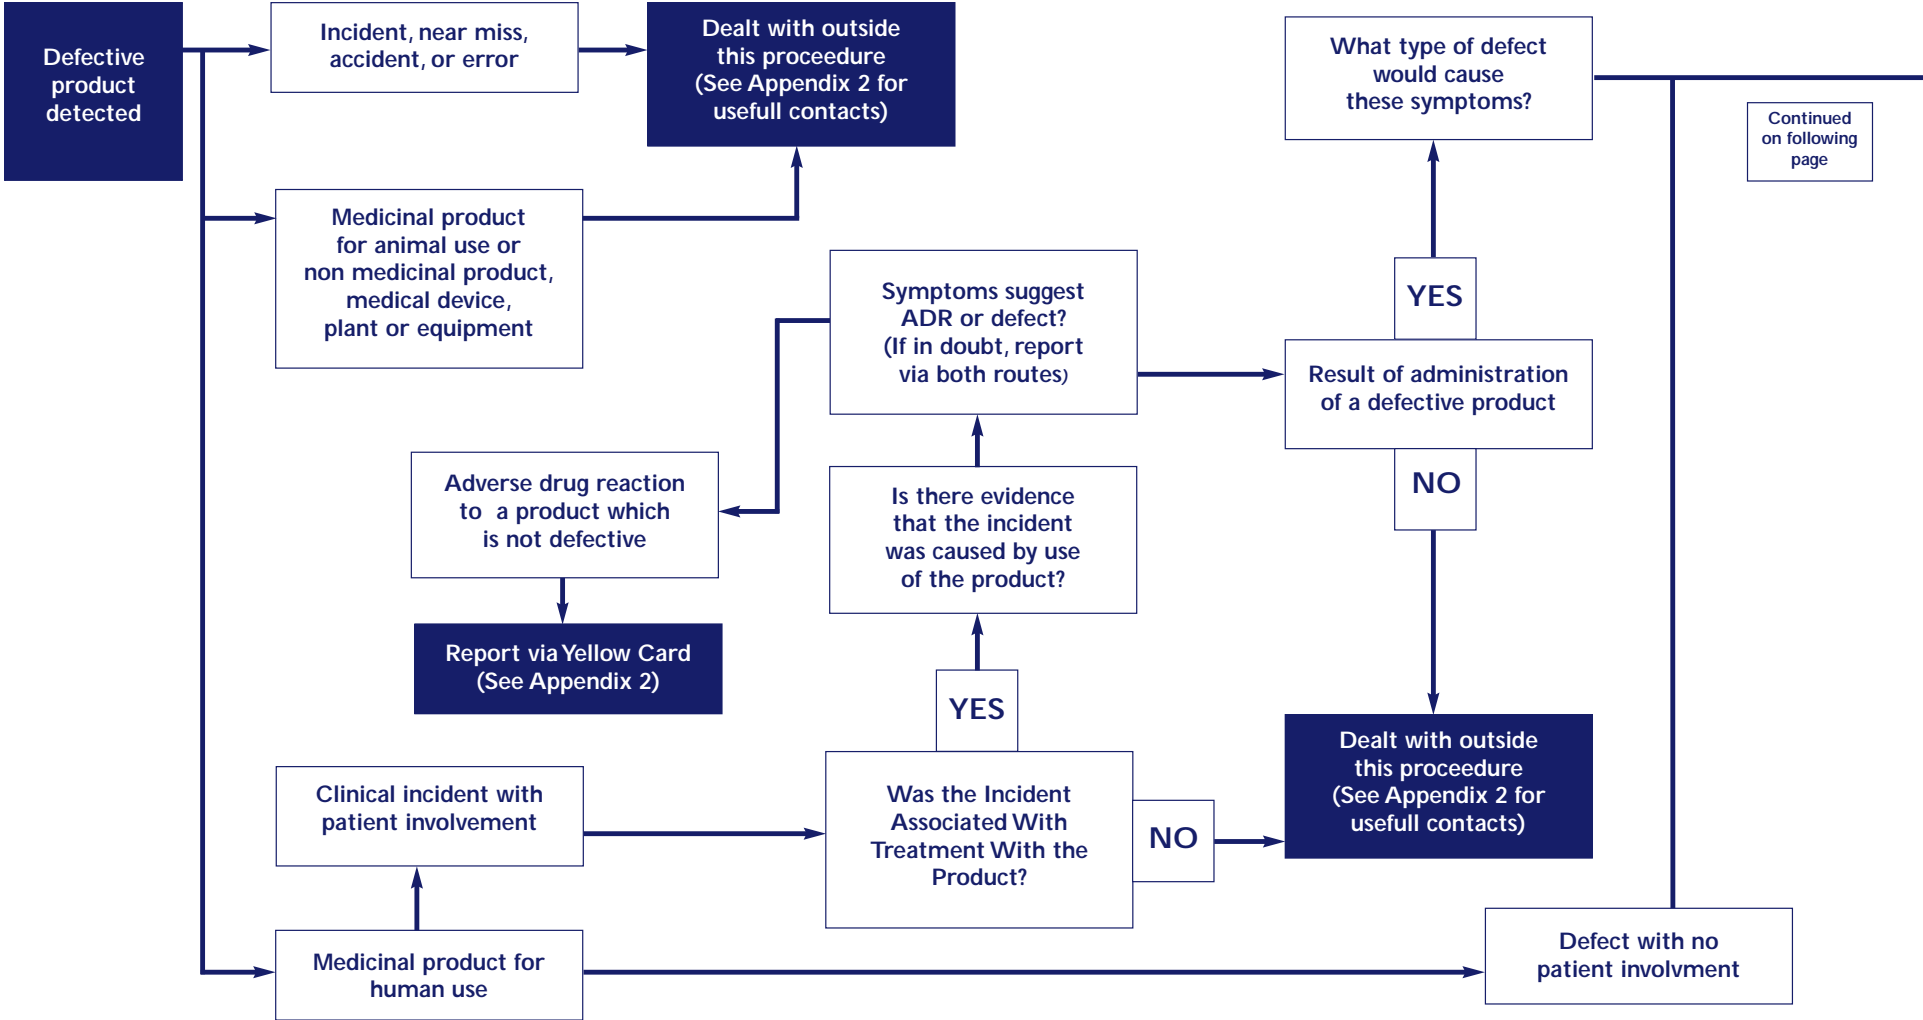 Defective
product
detected
Incident, near miss,
accident, or error
Dealt with outside
this proceedure
(See Appendix 2 for
usefull contacts)
What type of defect
would cause
these symptoms?
Continued
on following
page
Medicinal product
for animal use or
non medicinal product,
medical device,
plant or equipment
Symptoms suggest
ADR or defect?
(If in doubt, report
via both routes)
YES
Result of administration
of a defective product
NO
Adverse drug reaction
to a product which
is not defective
Is there evidence
that the incident
was caused by use
of the product?
Report via Yellow Card
(See Appendix 2)
YES
Clinical incident with
patient involvement
Was the Incident
Associated With
Treatment With the
Product?
NO
Dealt with outside
this proceedure
(See Appendix 2 for
usefull contacts)
Medicinal product for
human use
Defect with no
patient involvment